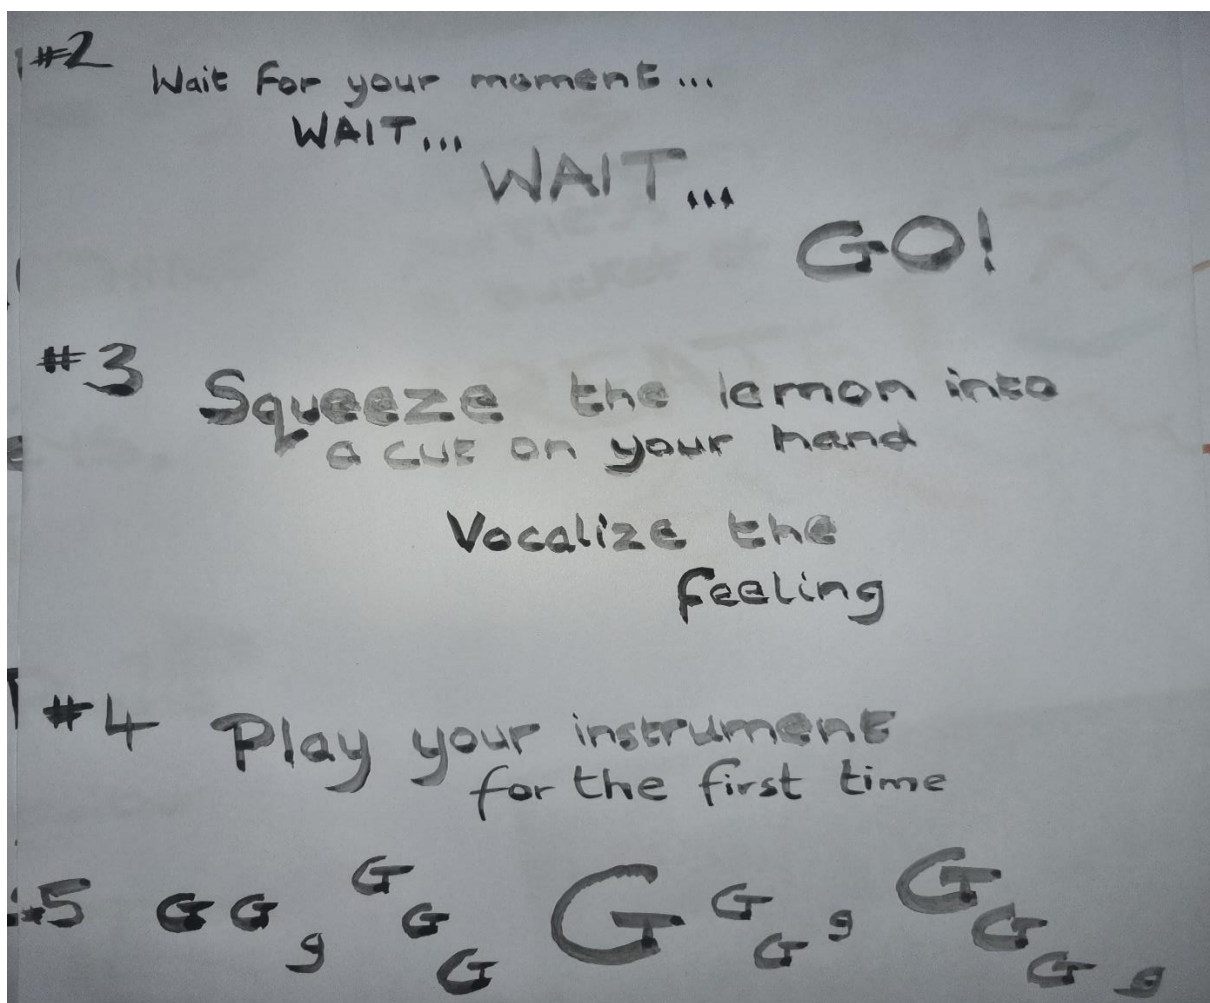 #2
Wait for your moment...
WAIT...
WAIT...
GO!
#3 Squeeze the lemon into
a cut on your hand
Vocalize the
feeling
#4 Play your instrument
for the first time
5 G G g G G G G G G g G G G g